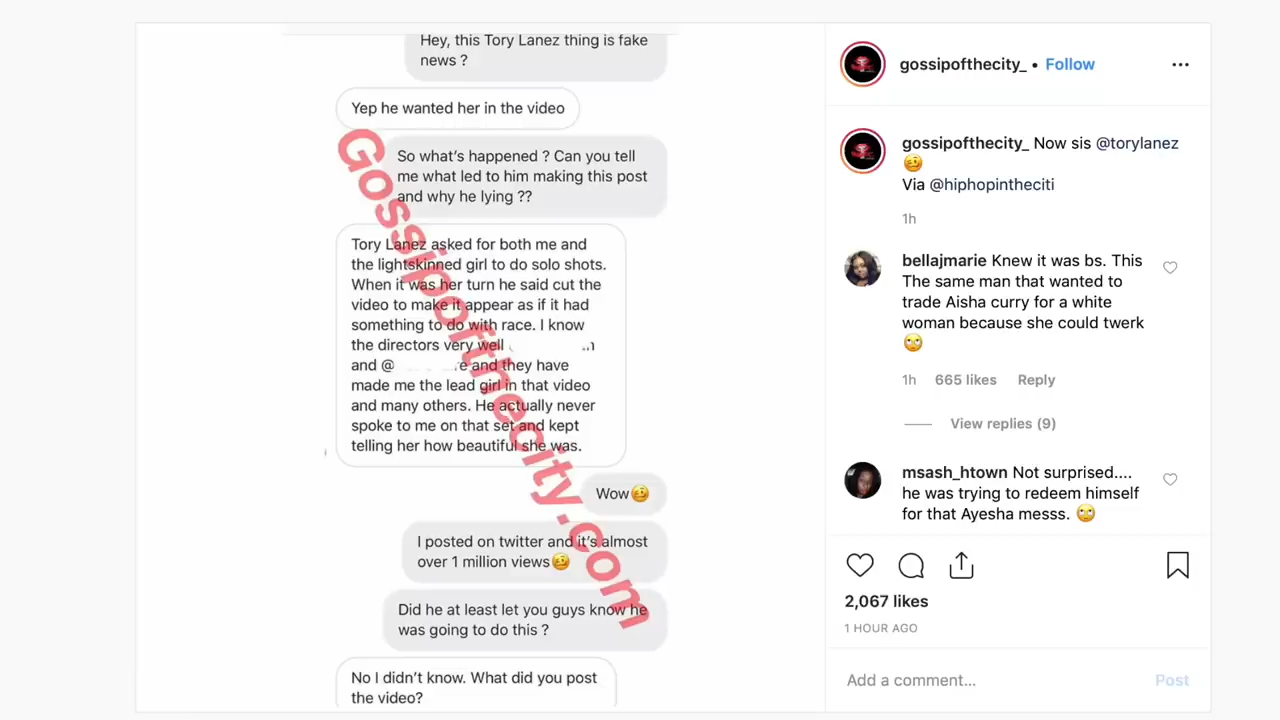 Hey, this Tory Lanez thing is fake
news ?
Yep he wanted her in the video
So what's happened ? Can you tell
me what led to him making this post
and why he lying ??
Tory Lanez asked for both me and
the lightskinned girl to do solo shots.
When it was her turn he said cut the
video to make it appear as if it had
something to do with race. I know
the directors very well
and @ and they have
made me the lead girl in that video
and many others. He actually never
spoke to me on that set and kept
telling her how beautiful she was.
Wow🥴
I posted on twitter and it's almost
over 1 million views🥴
Did he at least let you guys know he
was going to do this ?
No I didn't know. What did you post
the video?
Gossipofthecity.com
gossipofthecity_ • Follow
gossipofthecity_ Now sis @torylanez
🥴
Via @hiphopintheciti
1h
bellajmarie Knew it was bs. This
The same man that wanted to
trade Aisha curry for a white
woman because she could twerk
🙄
1h 665 likes Reply
View replies (9)
msash_htown Not surprised....
he was trying to redeem himself
for that Ayesha messs. 🙄
2,067 likes
1 HOUR AGO
Add a comment... Post